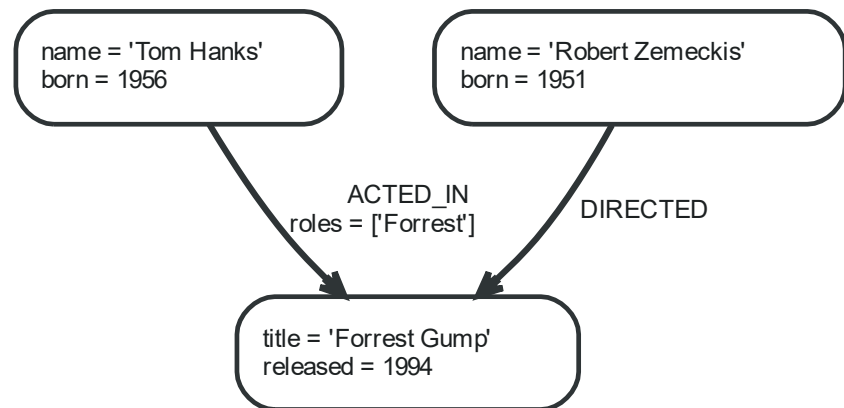 name = 'Tom Hanks'
born = 1956
name = 'Robert Zemeckis'
born = 1951
ACTED_IN
roles = ['Forrest']
DIRECTED
title = 'Forrest Gump'
released = 1994